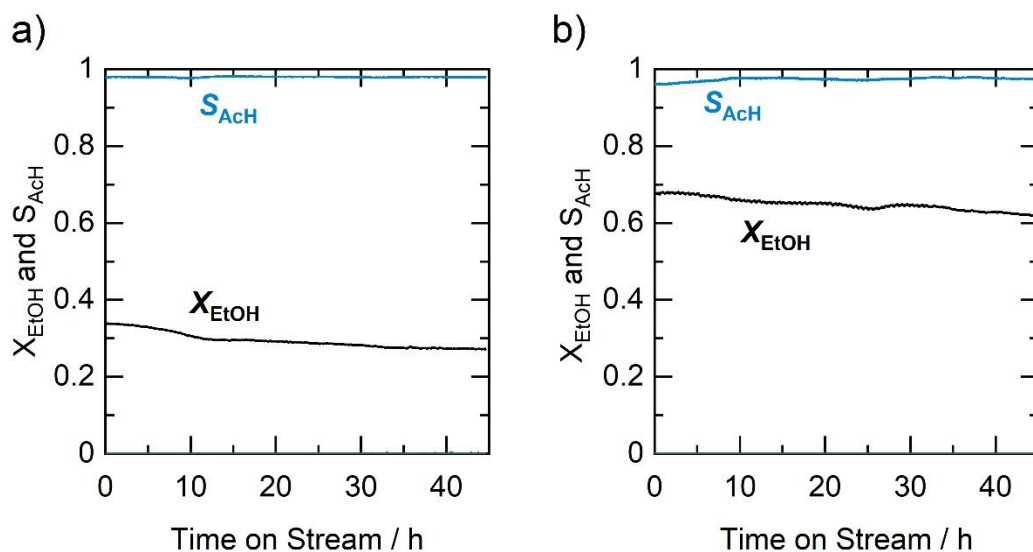 a)
X_EtOH and S_AcH
1
0.8
0.6
0.4
0.2
0
S_AcH
X_EtOH
0 10 20 30 40
Time on Stream / h
b)
X_EtOH and S_AcH
1
0.8
0.6
0.4
0.2
0
S_AcH
X_EtOH
0 10 20 30 40
Time on Stream / h